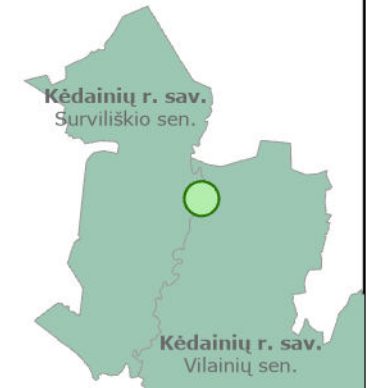 Kėdainių r. sav.
Surviliškio sen.
Kėdainių r. sav.
Vilainių sen.